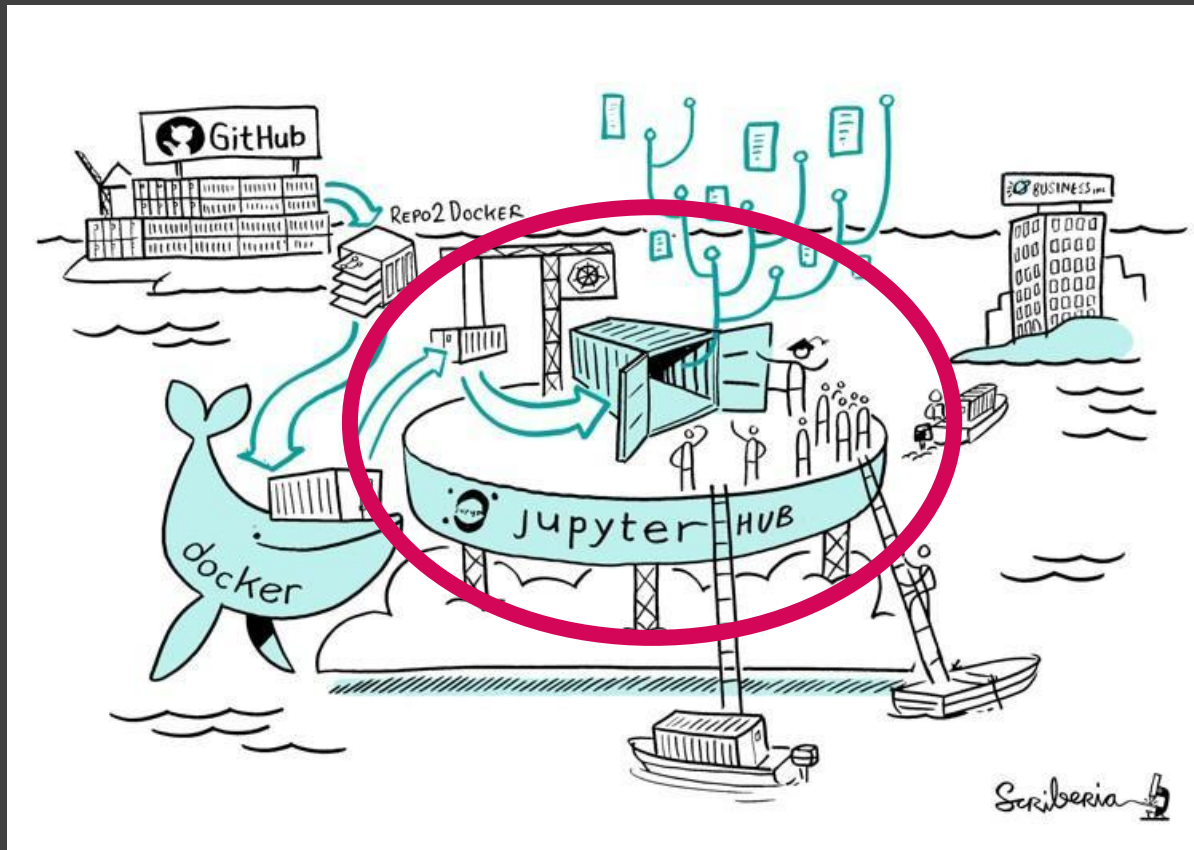 GitHub
REPO2DOCKER
BUSINESS INC
docker
jupyter HUB
Scriberia